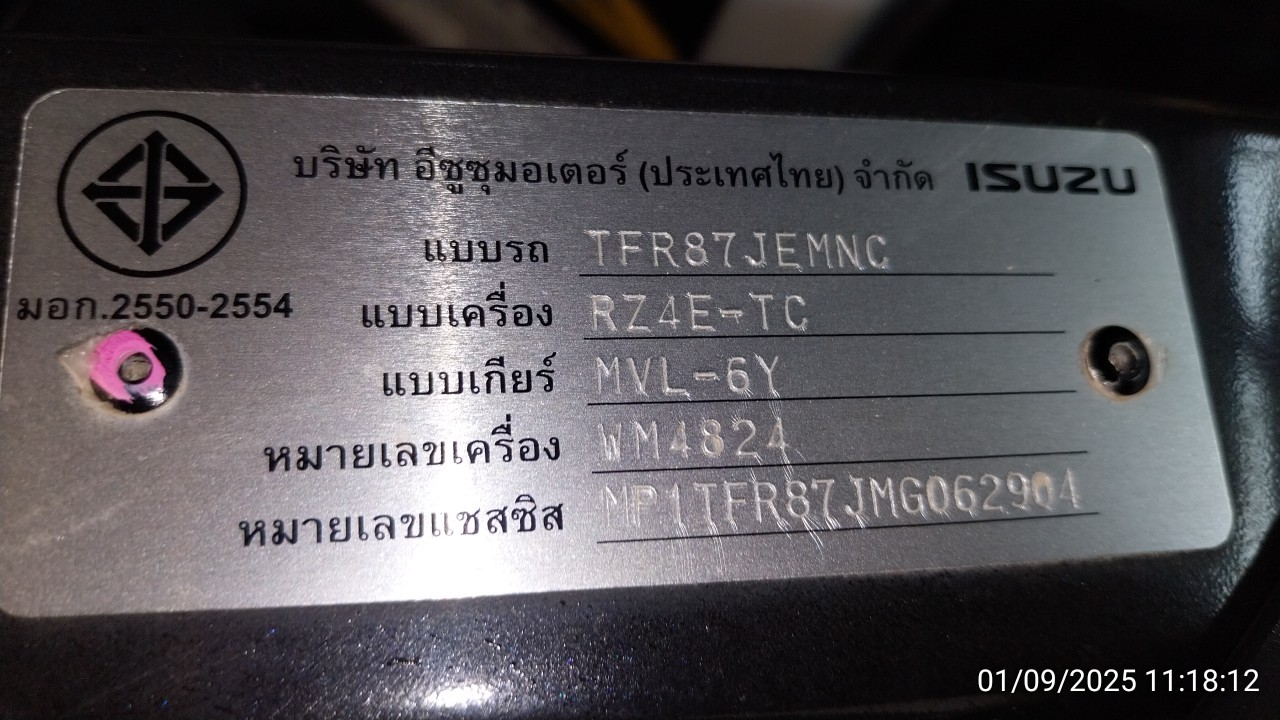 บริษัท อีซูซุมอเตอร์ (ประเทศไทย) จำกัด ISUZU
แบบรถ TFR87JEMNC
มอก.2550-2554
แบบเครื่อง RZ4E-TC
แบบเกียร์ MVL-6Y
หมายเลขเครื่อง WM4824
หมายเลขแชสซิส MP1TFR87JMG062904
01/09/2025 11:18:12